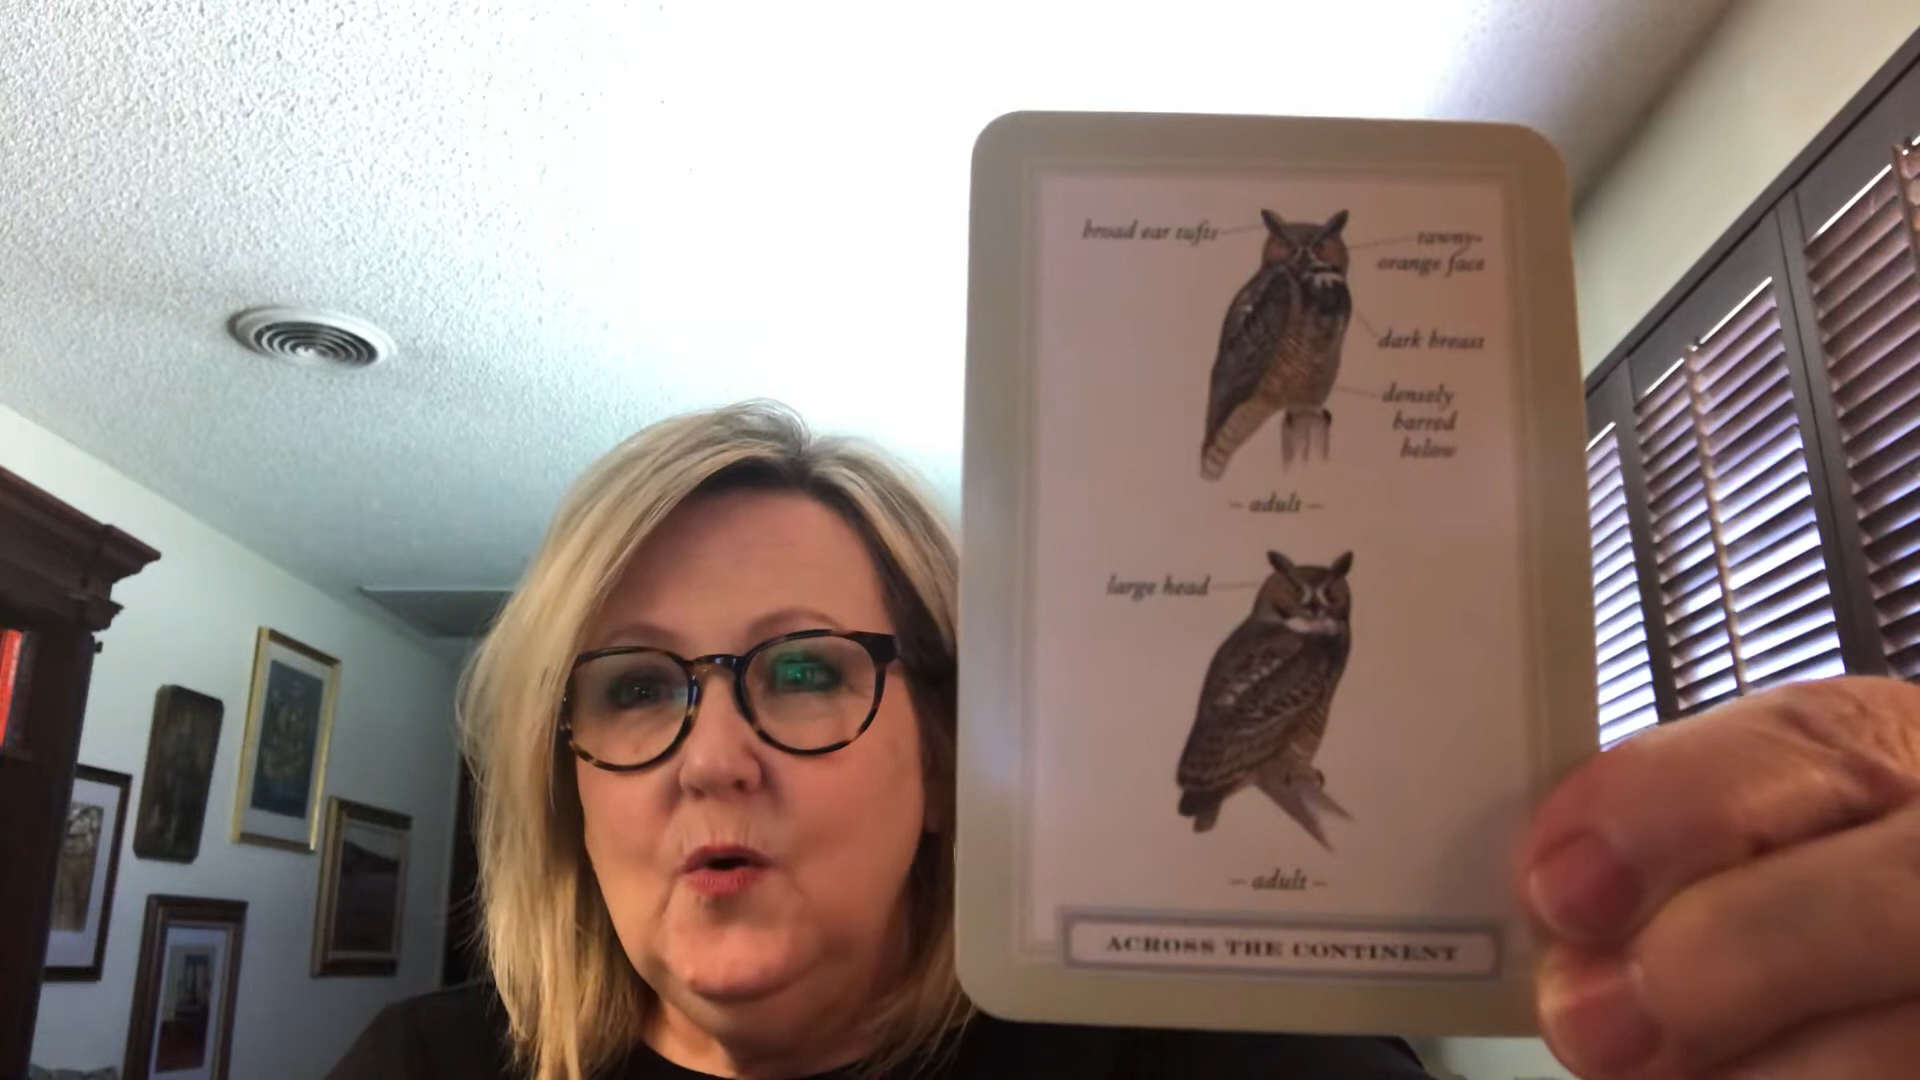 broad ear tufts
tawny-
orange face
dark breast
densely
barred
below
– adult –
large head
– adult –
ACROSS THE CONTINENT